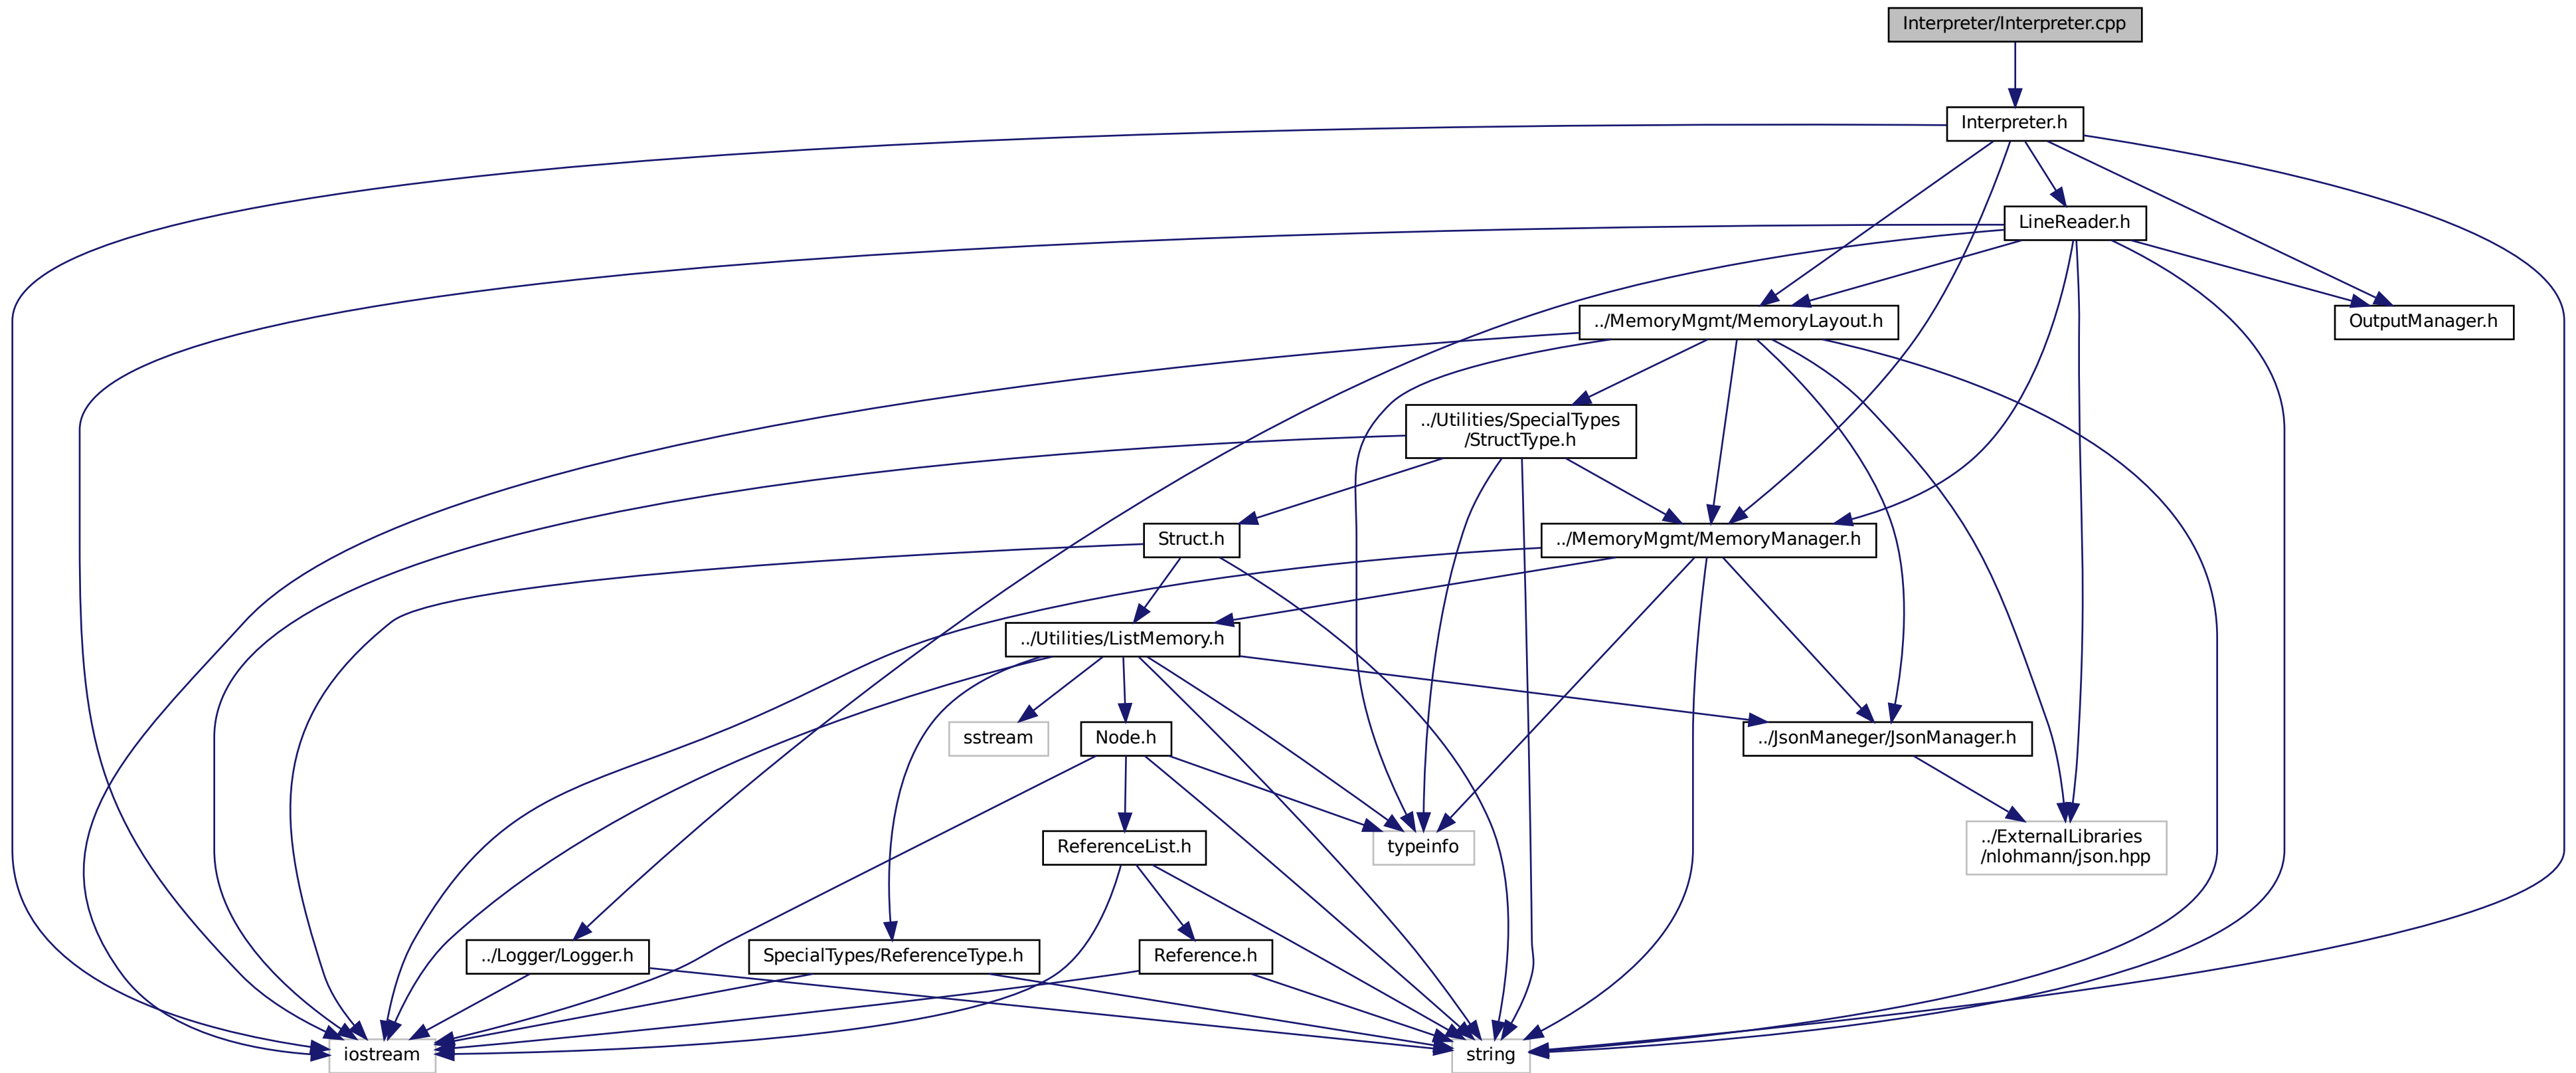 Interpreter/Interpreter.cpp
Interpreter.h
LineReader.h
../MemoryMgmt/MemoryLayout.h
OutputManager.h
../Utilities/SpecialTypes
/StructType.h
Struct.h
../MemoryMgmt/MemoryManager.h
../Utilities/ListMemory.h
sstream
Node.h
../JsonManeger/JsonManager.h
ReferenceList.h
typeinfo
../ExternalLibraries
/nlohmann/json.hpp
../Logger/Logger.h
SpecialTypes/ReferenceType.h
Reference.h
iostream
string